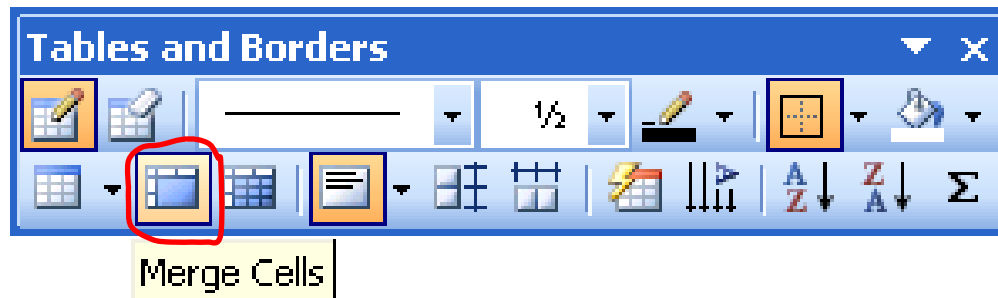 Tables and Borders
½
A
Z
Z
A
Σ
Merge Cells